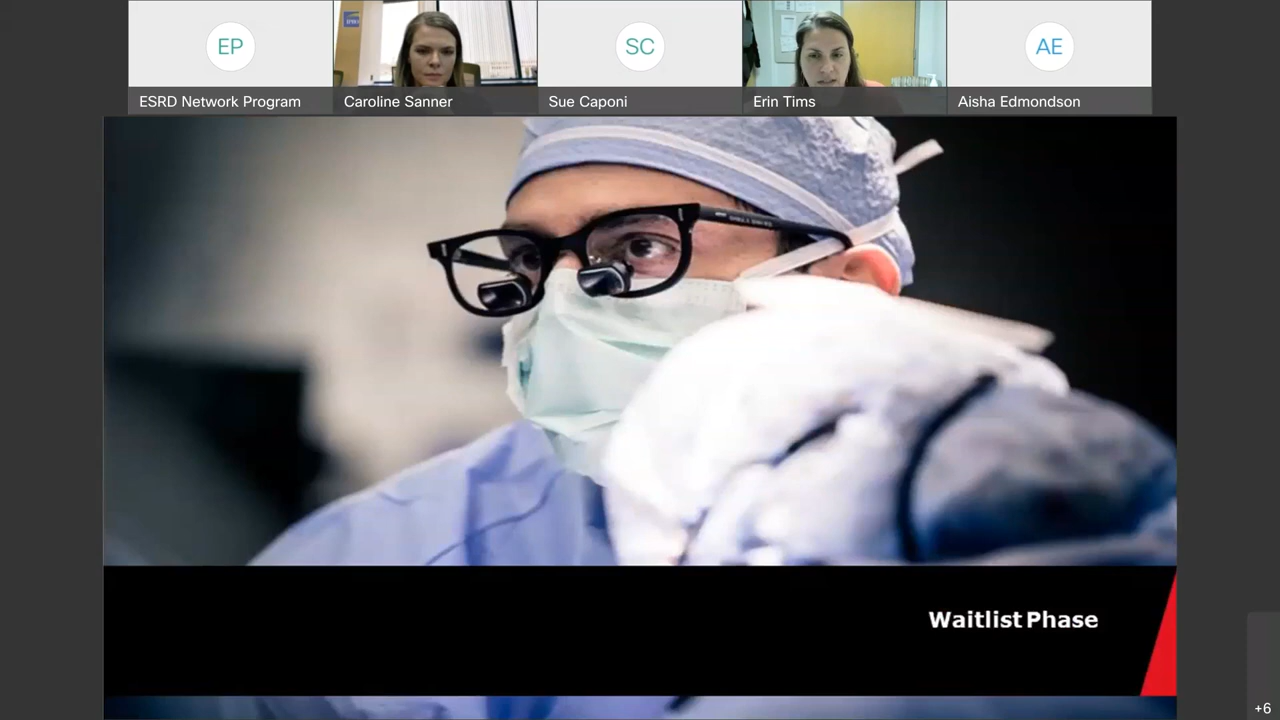 EP
ESRD Network Program
Caroline Sanner
SC
Sue Caponi
Erin Tims
AE
Aisha Edmondson
Waitlist Phase
+6